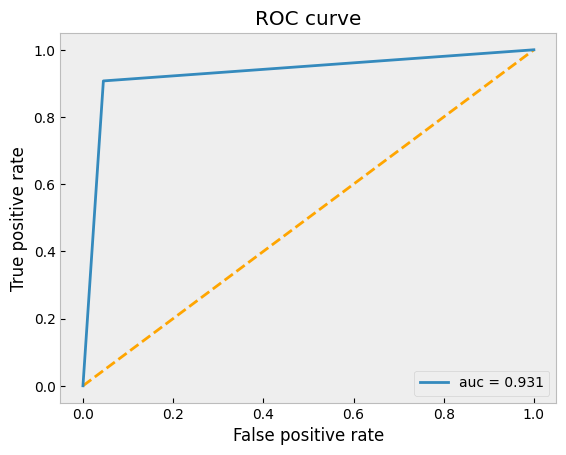 ROC curve
True positive rate
1.0
0.8
0.6
0.4
0.2
0.0
auc = 0.931
0.0 0.2 0.4 0.6 0.8 1.0
False positive rate